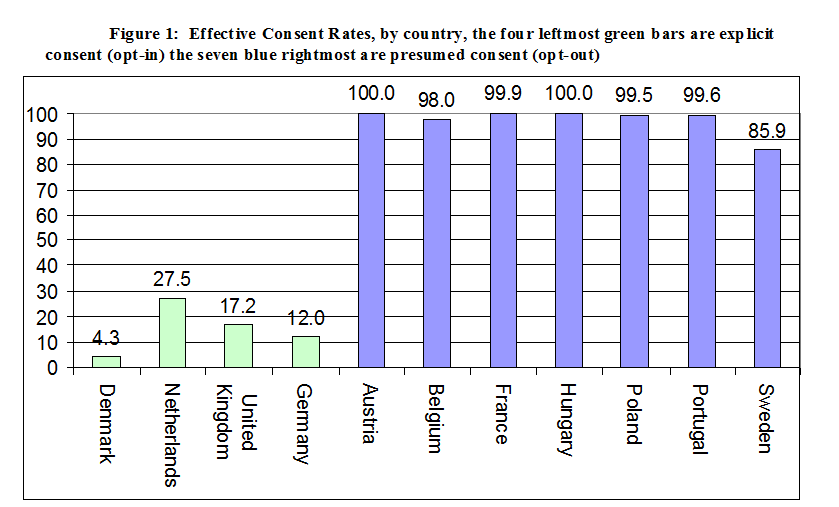 Figure 1: Effective Consent Rates, by country, the four leftmost green bars are explicit
consent (opt-in) the seven blue rightmost are presumed consent (opt-out)
100.0
98.0
99.9
100.0
99.5
99.6
85.9
27.5
17.2
12.0
4.3
100
90
80
70
60
50
40
30
20
10
0
Denmark
Netherlands
United
Kingdom
Germany
Austria
Belgium
France
Hungary
Poland
Portugal
Sweden